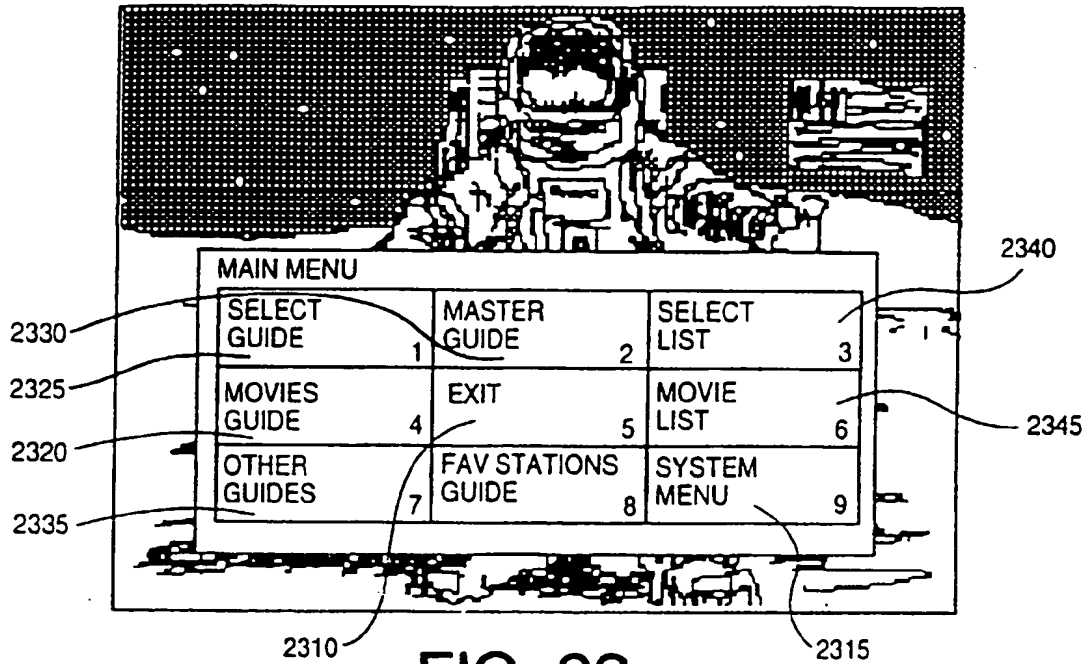 MAIN MENU
SELECT
GUIDE 1
MASTER
GUIDE 2
SELECT
LIST 3
MOVIES
GUIDE 4
EXIT
5
MOVIE
LIST 6
OTHER
GUIDES 7
FAV STATIONS
GUIDE 8
SYSTEM
MENU 9
2330
2325
2320
2335
2310
2340
2345
2315